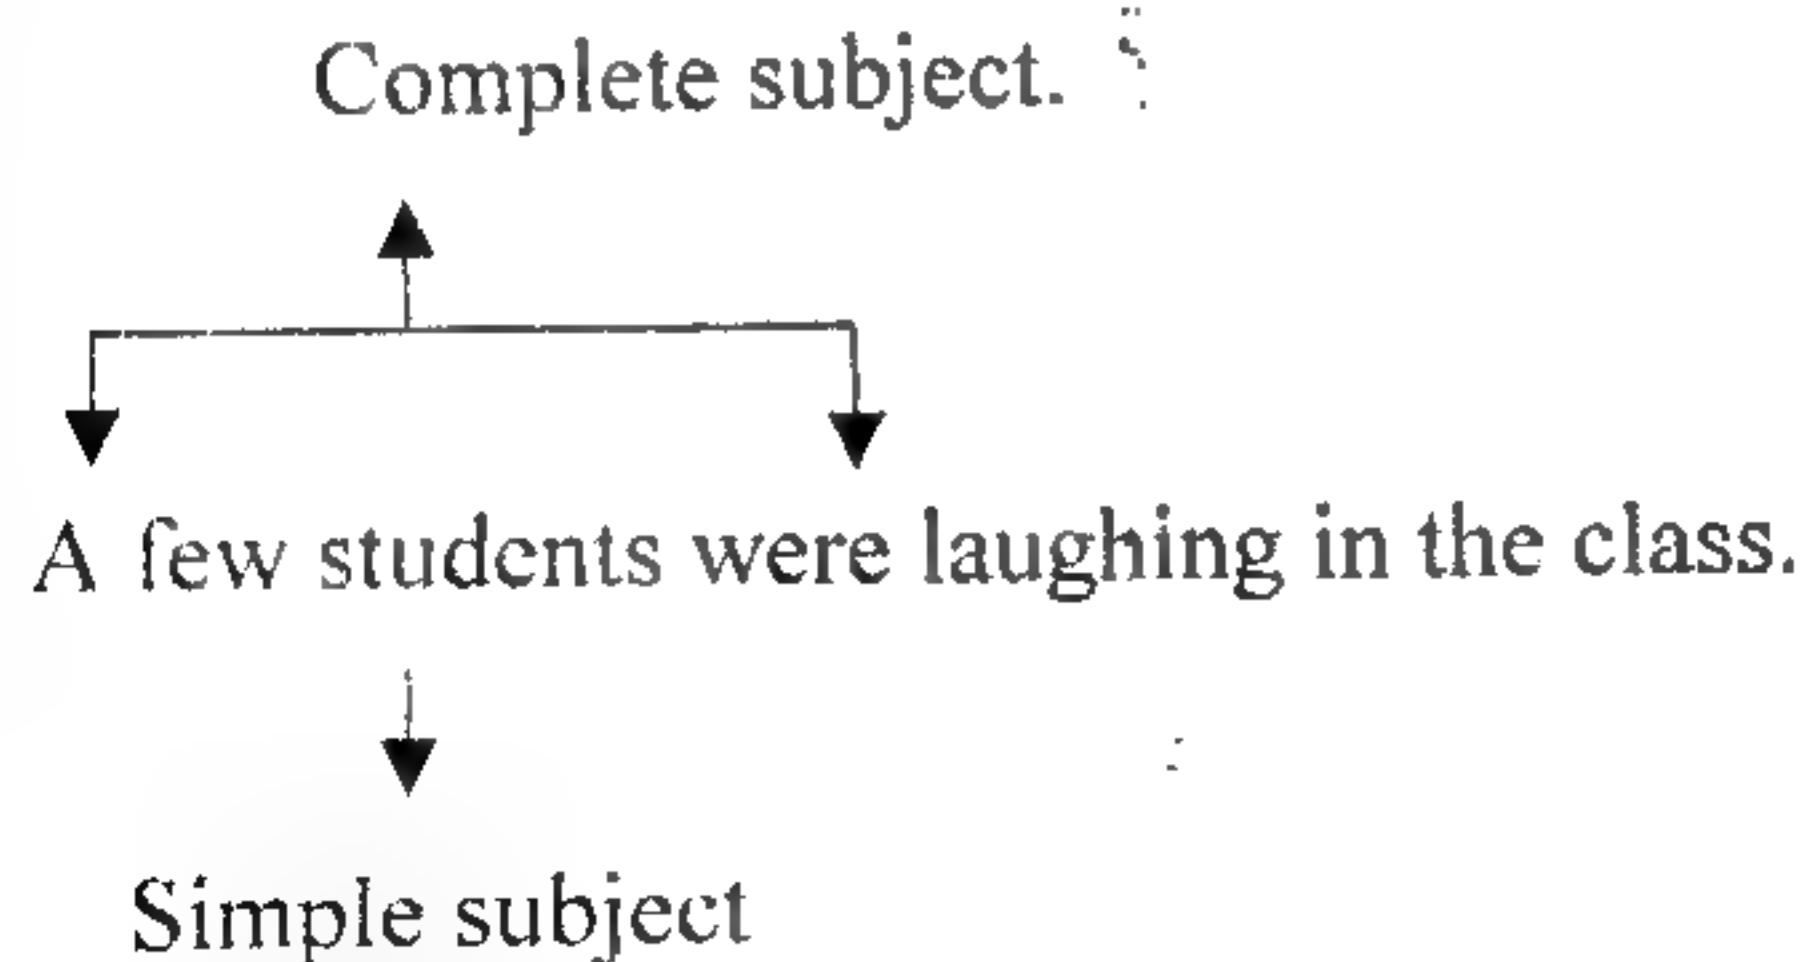 Complete subject.
A few students were laughing in the class.
Simple subject